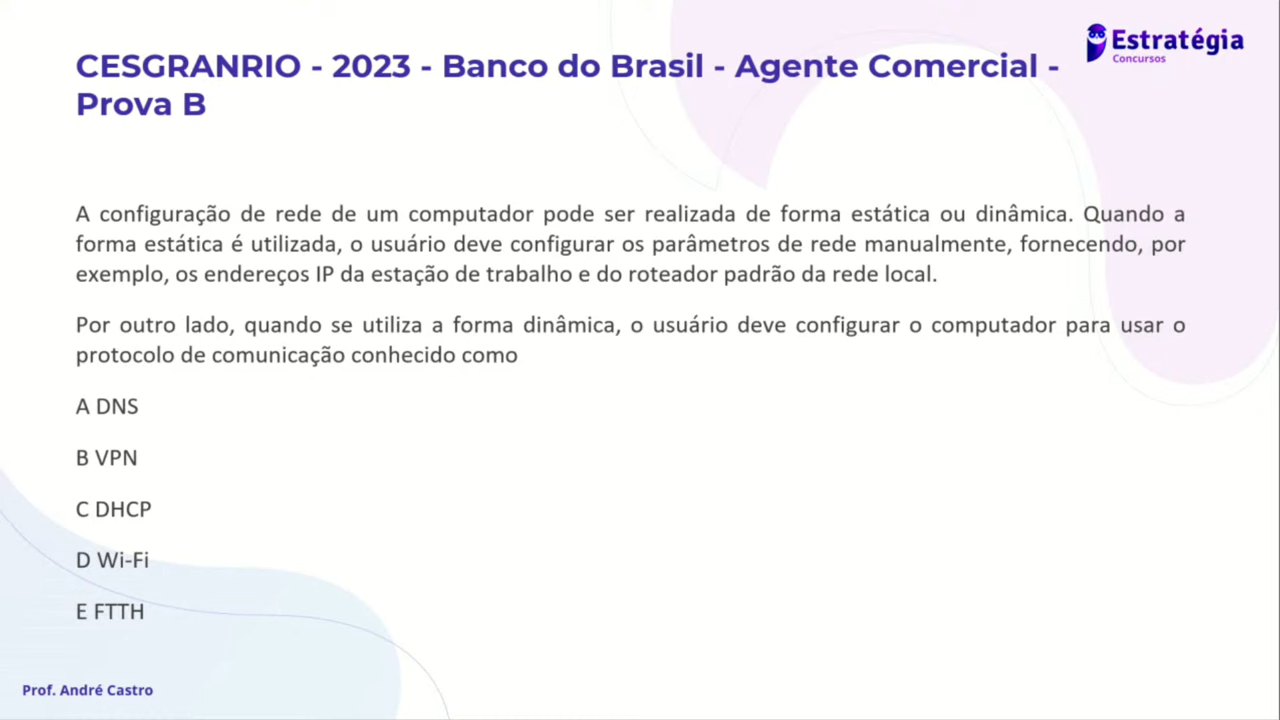 CESGRANRIO - 2023 - Banco do Brasil - Agente Comercial -
Prova B
Estratégia
Concursos
A configuração de rede de um computador pode ser realizada de forma estática ou dinâmica. Quando a
forma estática é utilizada, o usuário deve configurar os parâmetros de rede manualmente, fornecendo, por
exemplo, os endereços IP da estação de trabalho e do roteador padrão da rede local.
Por outro lado, quando se utiliza a forma dinâmica, o usuário deve configurar o computador para usar o
protocolo de comunicação conhecido como
A DNS
B VPN
C DHCP
D Wi-Fi
E FTTH
Prof. André Castro